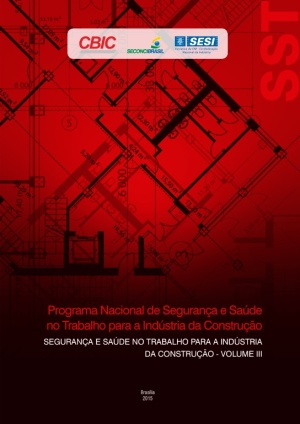 CBIC
SECONCI BRASIL
SESI
SST
Programa Nacional de Segurança e Saúde
no Trabalho para a Indústria da Construção
SEGURANÇA E SAÚDE NO TRABALHO PARA A INDÚSTRIA
DA CONSTRUÇÃO - VOLUME III
Brasília
2015